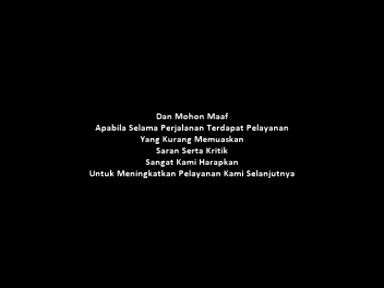 Dan Mohon Maaf
Apabila Selama Perjalanan Terdapat Pelayanan
Yang Kurang Memuaskan
Saran Serta Kritik
Sangat Kami Harapkan
Untuk Meningkatkan Pelayanan Kami Selanjutnya